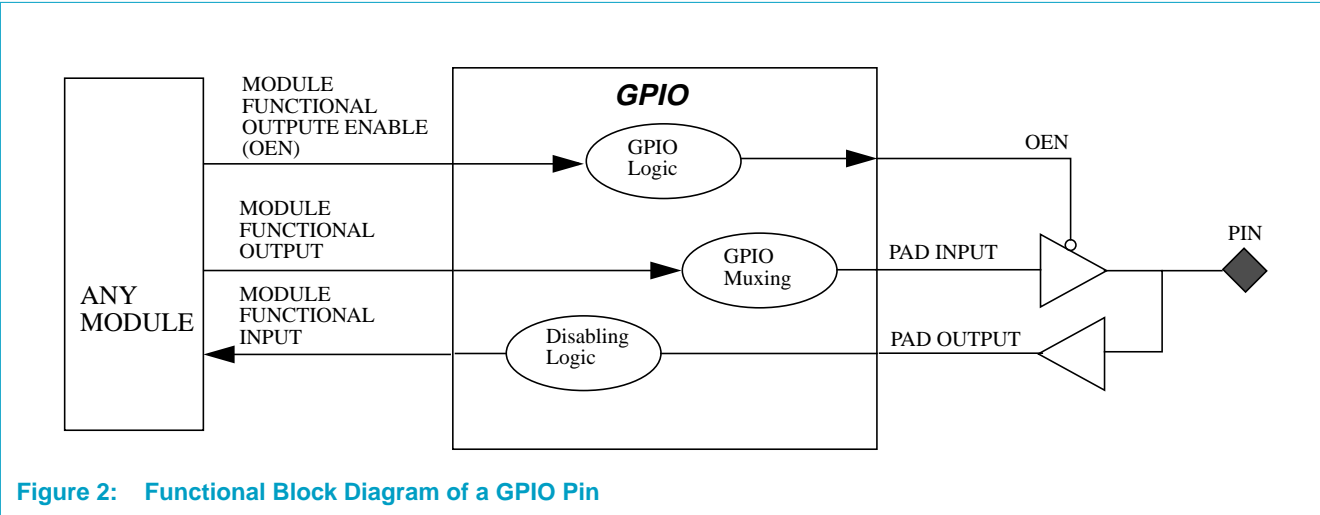 MODULE
FUNCTIONAL
OUTPUTE ENABLE
(OEN)
GPIO
GPIO
Logic
OEN
MODULE
FUNCTIONAL
OUTPUT
GPIO
Muxing
PAD INPUT
PIN
ANY
MODULE
MODULE
FUNCTIONAL
INPUT
Disabling
Logic
PAD OUTPUT
Figure 2: Functional Block Diagram of a GPIO Pin